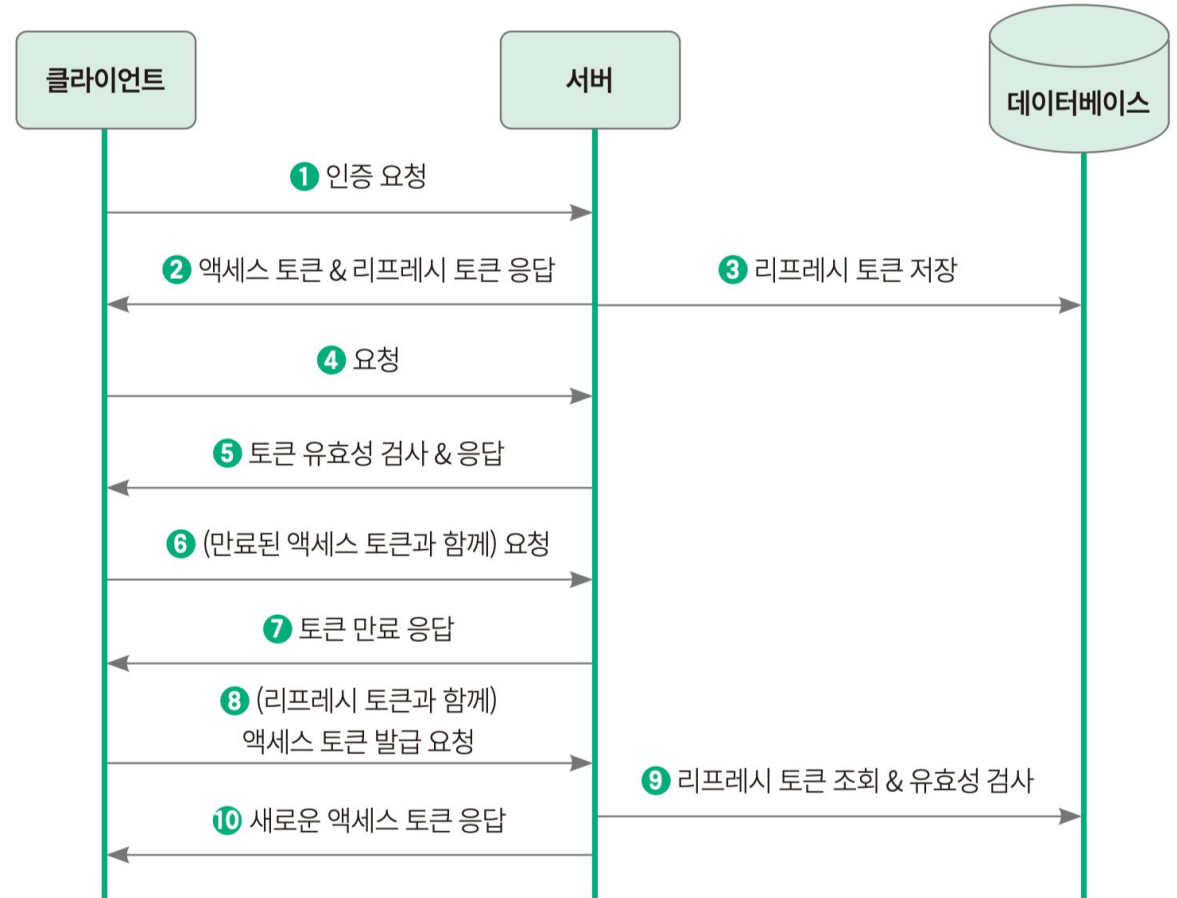 클라이언트
서버
데이터베이스
1 인증 요청
2 액세스 토큰 & 리프레시 토큰 응답
3 리프레시 토큰 저장
4 요청
5 토큰 유효성 검사 & 응답
6 (만료된 액세스 토큰과 함께) 요청
7 토큰 만료 응답
8 (리프레시 토큰과 함께)
액세스 토큰 발급 요청
9 리프레시 토큰 조회 & 유효성 검사
10 새로운 액세스 토큰 응답